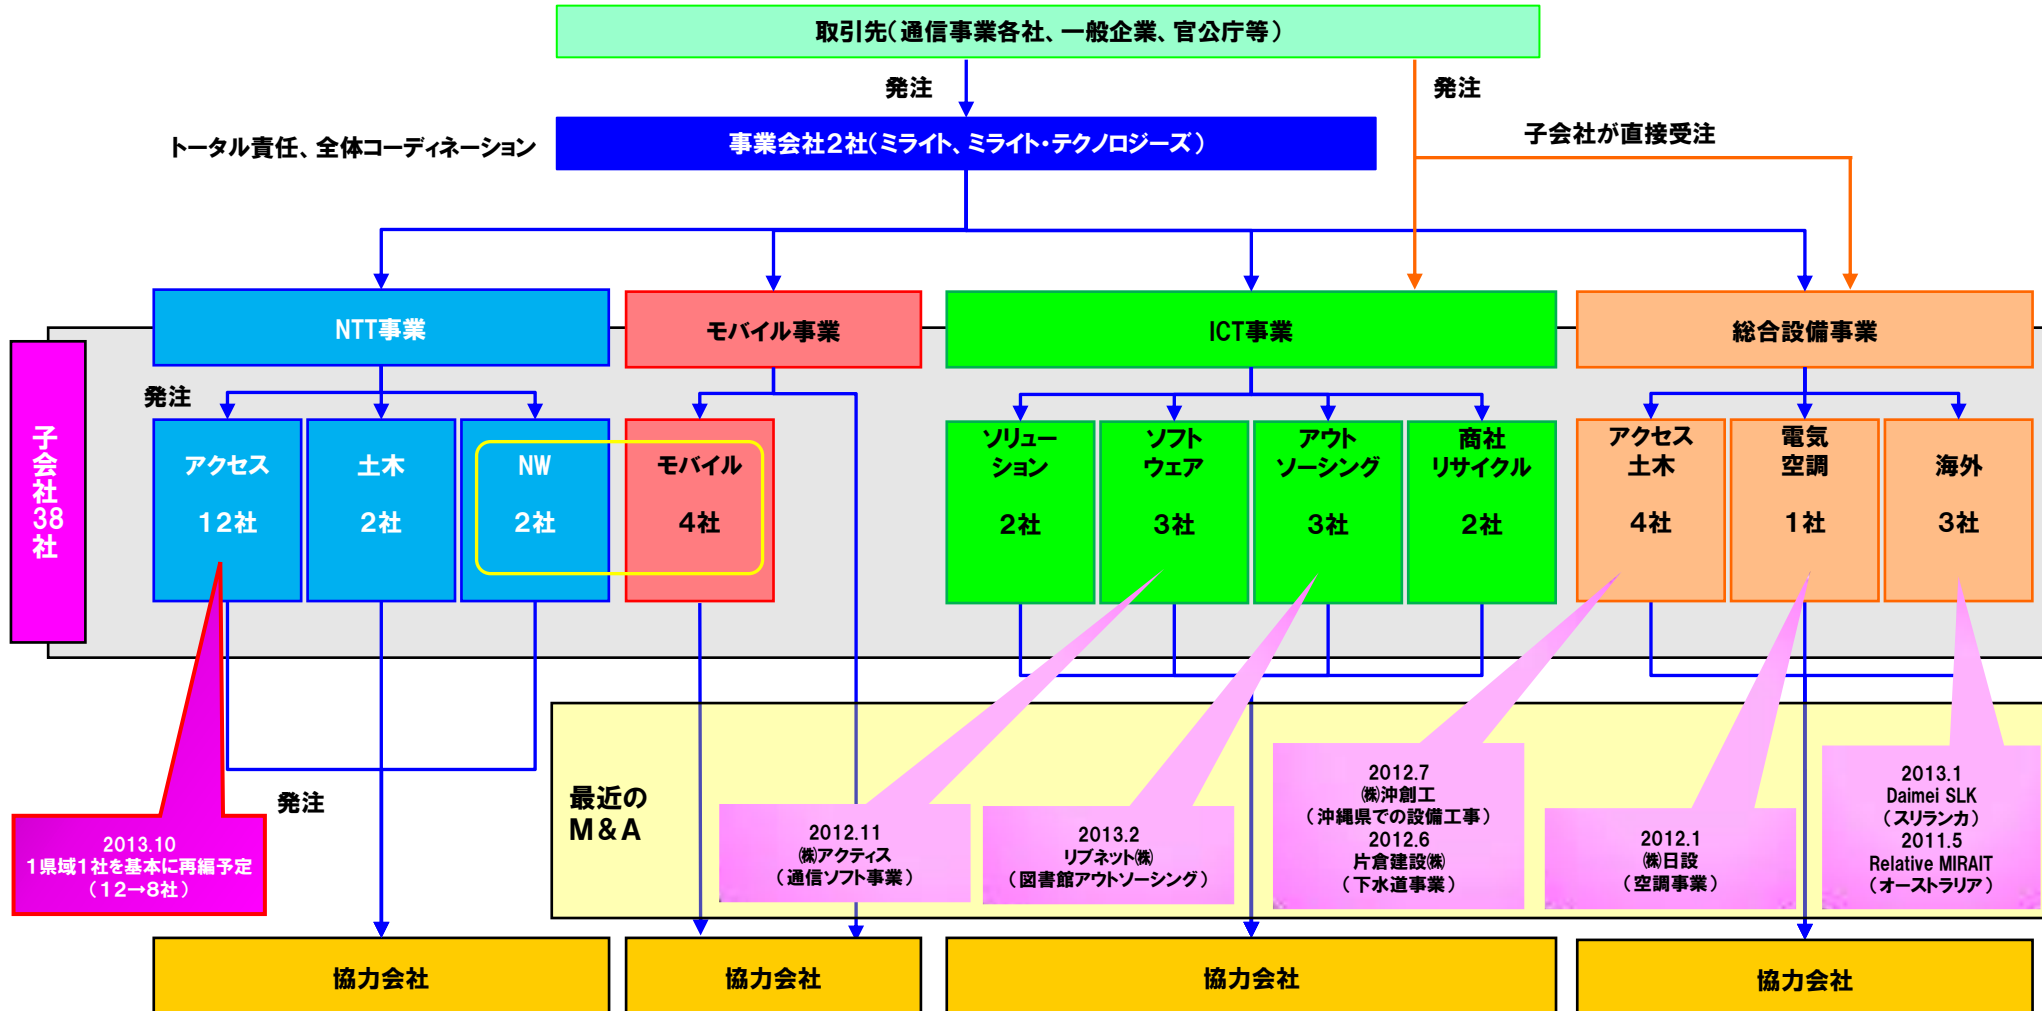 取引先（通信事業各社、一般企業、官公庁等）
発注
発注
トータル責任、全体コーディネーション
事業会社２社（ミライト、ミライト・テクノロジーズ）
子会社が直接受注
NTT事業
モバイル事業
ICT事業
総合設備事業
子会社38社
発注
アクセス
１２社
土木
２社
NW
２社
モバイル
４社
ソリュー
ション
２社
ソフト
ウェア
３社
アウト
ソーシング
３社
商社
リサイクル
２社
アクセス
土木
４社
電気
空調
１社
海外
３社
2013.10
１県域１社を基本に再編予定
（１２→８社）
発注
最近の
M＆A
2012.11
㈱アクティス
（通信ソフト事業）
2013.2
リブネット㈱
（図書館アウトソーシング）
2012.7
㈱沖創工
（沖縄県での設備工事）
2012.6
片倉建設㈱
（下水道事業）
2012.1
㈱日設
（空調事業）
2013.1
Daimei SLK
（スリランカ）
2011.5
Relative MIRAIT
（オーストラリア）
協力会社
協力会社
協力会社
協力会社